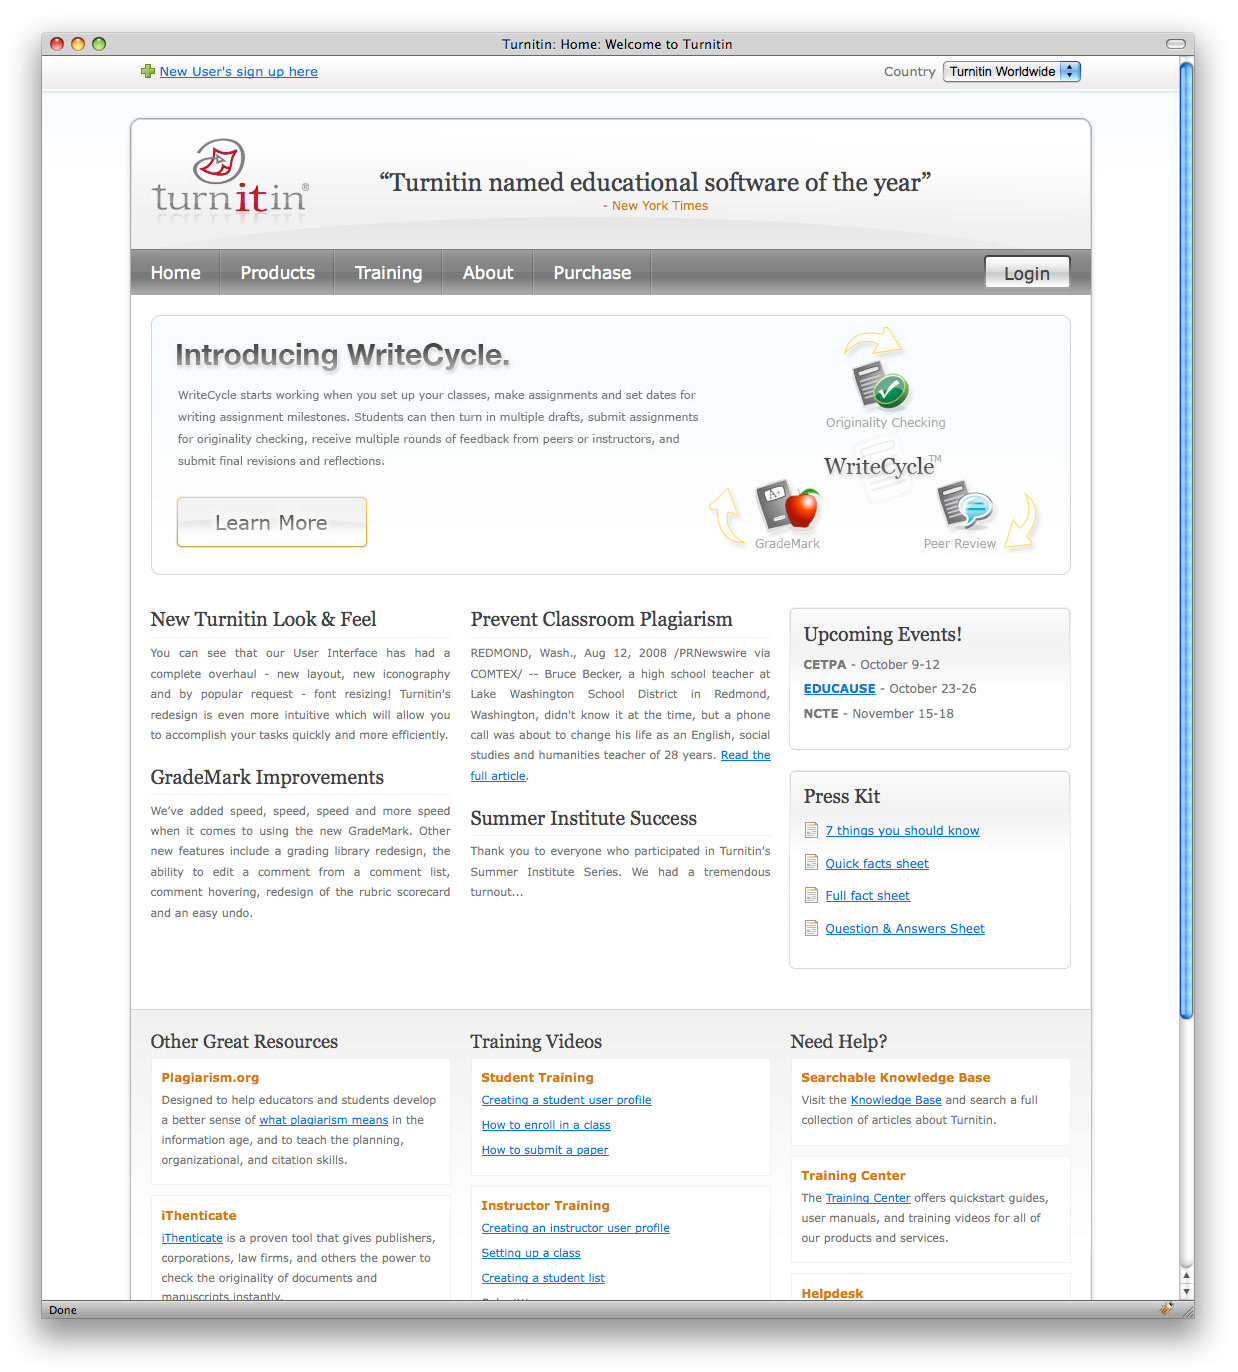 Turnitin: Home: Welcome to Turnitin
New User's sign up here
Country Turnitin Worldwide
turnitin®
“Turnitin named educational software of the year”
- New York Times
Home Products Training About Purchase Login
Introducing WriteCycle.
WriteCycle starts working when you set up your classes, make assignments and set dates for
writing assignment milestones. Students can then turn in multiple drafts, submit assignments
for originality checking, receive multiple rounds of feedback from peers or instructors, and
submit final revisions and reflections.
Learn More
Originality Checking
WriteCycle™
A+
GradeMark
Peer Review
New Turnitin Look & Feel
You can see that our User Interface has had a
complete overhaul - new layout, new iconography
and by popular request - font resizing! Turnitin's
redesign is even more intuitive which will allow you
to accomplish your tasks quickly and more efficiently.
GradeMark Improvements
We've added speed, speed, speed and more speed
when it comes to using the new GradeMark. Other
new features include a grading library redesign, the
ability to edit a comment from a comment list,
comment hovering, redesign of the rubric scorecard
and an easy undo.
Prevent Classroom Plagiarism
REDMOND, Wash., Aug 12, 2008 /PRNewswire via
COMTEX/ -- Bruce Becker, a high school teacher at
Lake Washington School District in Redmond,
Washington, didn't know it at the time, but a phone
call was about to change his life as an English, social
studies and humanities teacher of 28 years. Read the
full article.
Summer Institute Success
Thank you to everyone who participated in Turnitin's
Summer Institute Series. We had a tremendous
turnout...
Upcoming Events!
CETPA - October 9-12
EDUCAUSE - October 23-26
NCTE - November 15-18
Press Kit
7 things you should know
Quick facts sheet
Full fact sheet
Question & Answers Sheet
Other Great Resources
Plagiarism.org
Designed to help educators and students develop
a better sense of what plagiarism means in the
information age, and to teach the planning,
organizational, and citation skills.
iThenticate
iThenticate is a proven tool that gives publishers,
corporations, law firms, and others the power to
check the originality of documents and
manuscripts instantly.
Training Videos
Student Training
Creating a student user profile
How to enroll in a class
How to submit a paper
Instructor Training
Creating an instructor user profile
Setting up a class
Creating a student list
Need Help?
Searchable Knowledge Base
Visit the Knowledge Base and search a full
collection of articles about Turnitin.
Training Center
The Training Center offers quickstart guides,
user manuals, and training videos for all of
our products and services.
Helpdesk
Done